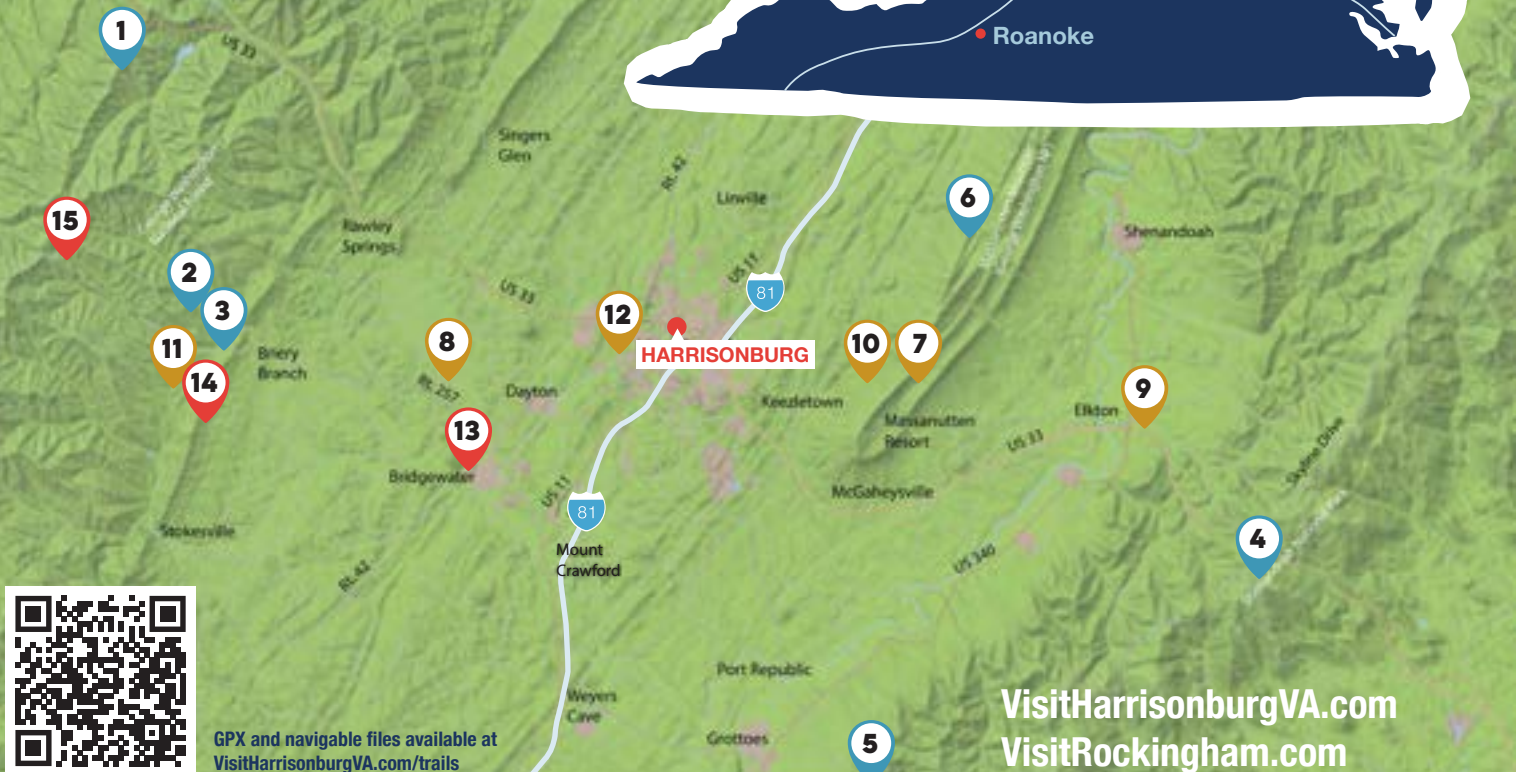 Roanoke
1
US 33
Singers
Glen
Rt. 42
Linville
6
15
Rawley
Springs
Shenandoah
2
3
US 33
US 11
81
12
HARRISONBURG
8
10
7
11
14
Briery
Branch
Rt. 257
Dayton
Keezletown
9
Elkton
13
Massanutten
Resort
US 33
Skyline Drive
Bridgewater
US 11
McGaheysville
81
Stokesville
4
Mount
Crawford
US 340
Rt. 42
Port Republic
Weyers
Cave
Grottoes
5
VisitHarrisonburgVA.com
VisitRockingham.com
GPX and navigable files available at
VisitHarrisonburgVA.com/trails